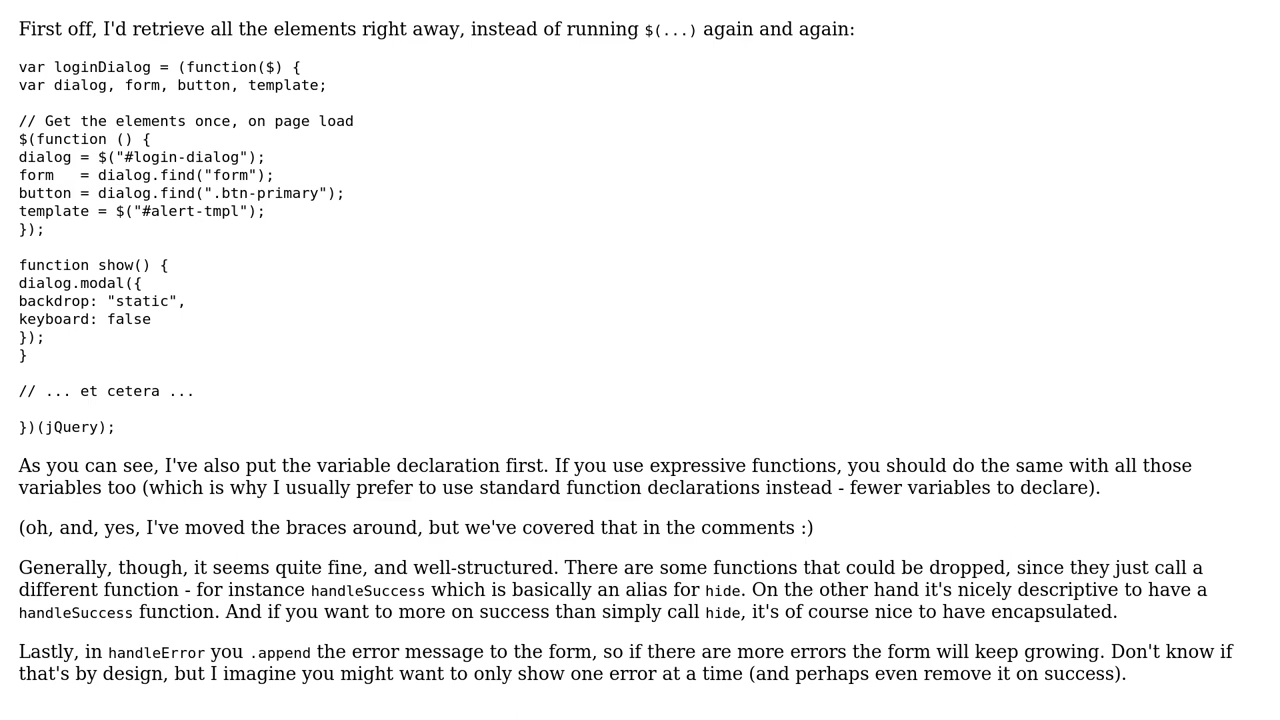 First off, I'd retrieve all the elements right away, instead of running $(...) again and again:
var loginDialog = (function($) {
var dialog, form, button, template;
// Get the elements once, on page load
$(function () {
dialog = $("#login-dialog");
form   = dialog.find("form");
button = dialog.find(".btn-primary");
template = $("#alert-tmpl");
});
function show() {
dialog.modal({
backdrop: "static",
keyboard: false
});
}
// ... et cetera ...
})(jQuery);
As you can see, I've also put the variable declaration first. If you use expressive functions, you should do the same with all those
variables too (which is why I usually prefer to use standard function declarations instead - fewer variables to declare).
(oh, and, yes, I've moved the braces around, but we've covered that in the comments :)
Generally, though, it seems quite fine, and well-structured. There are some functions that could be dropped, since they just call a
different function - for instance handleSuccess which is basically an alias for hide. On the other hand it's nicely descriptive to have a
handleSuccess function. And if you want to more on success than simply call hide, it's of course nice to have encapsulated.
Lastly, in handleError you .append the error message to the form, so if there are more errors the form will keep growing. Don't know if
that's by design, but I imagine you might want to only show one error at a time (and perhaps even remove it on success).